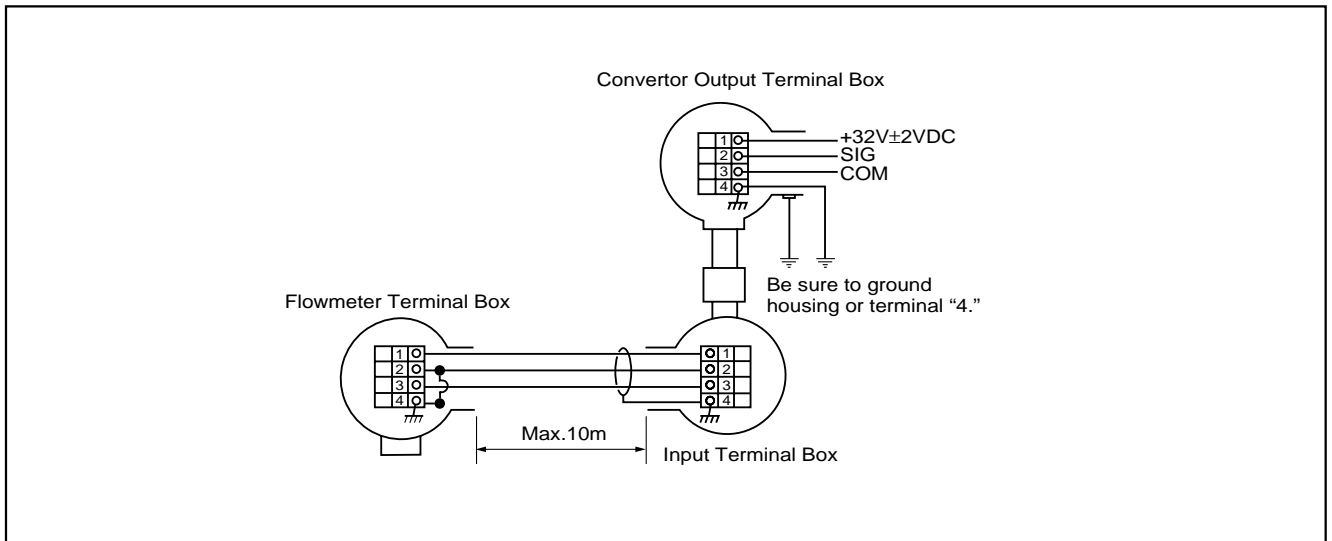 Convertor Output Terminal Box
1
+32V±2VDC
2
SIG
3
COM
4
Be sure to ground
housing or terminal “4.”
Flowmeter Terminal Box
1
2
3
4
1
2
3
4
Max.10m
Input Terminal Box